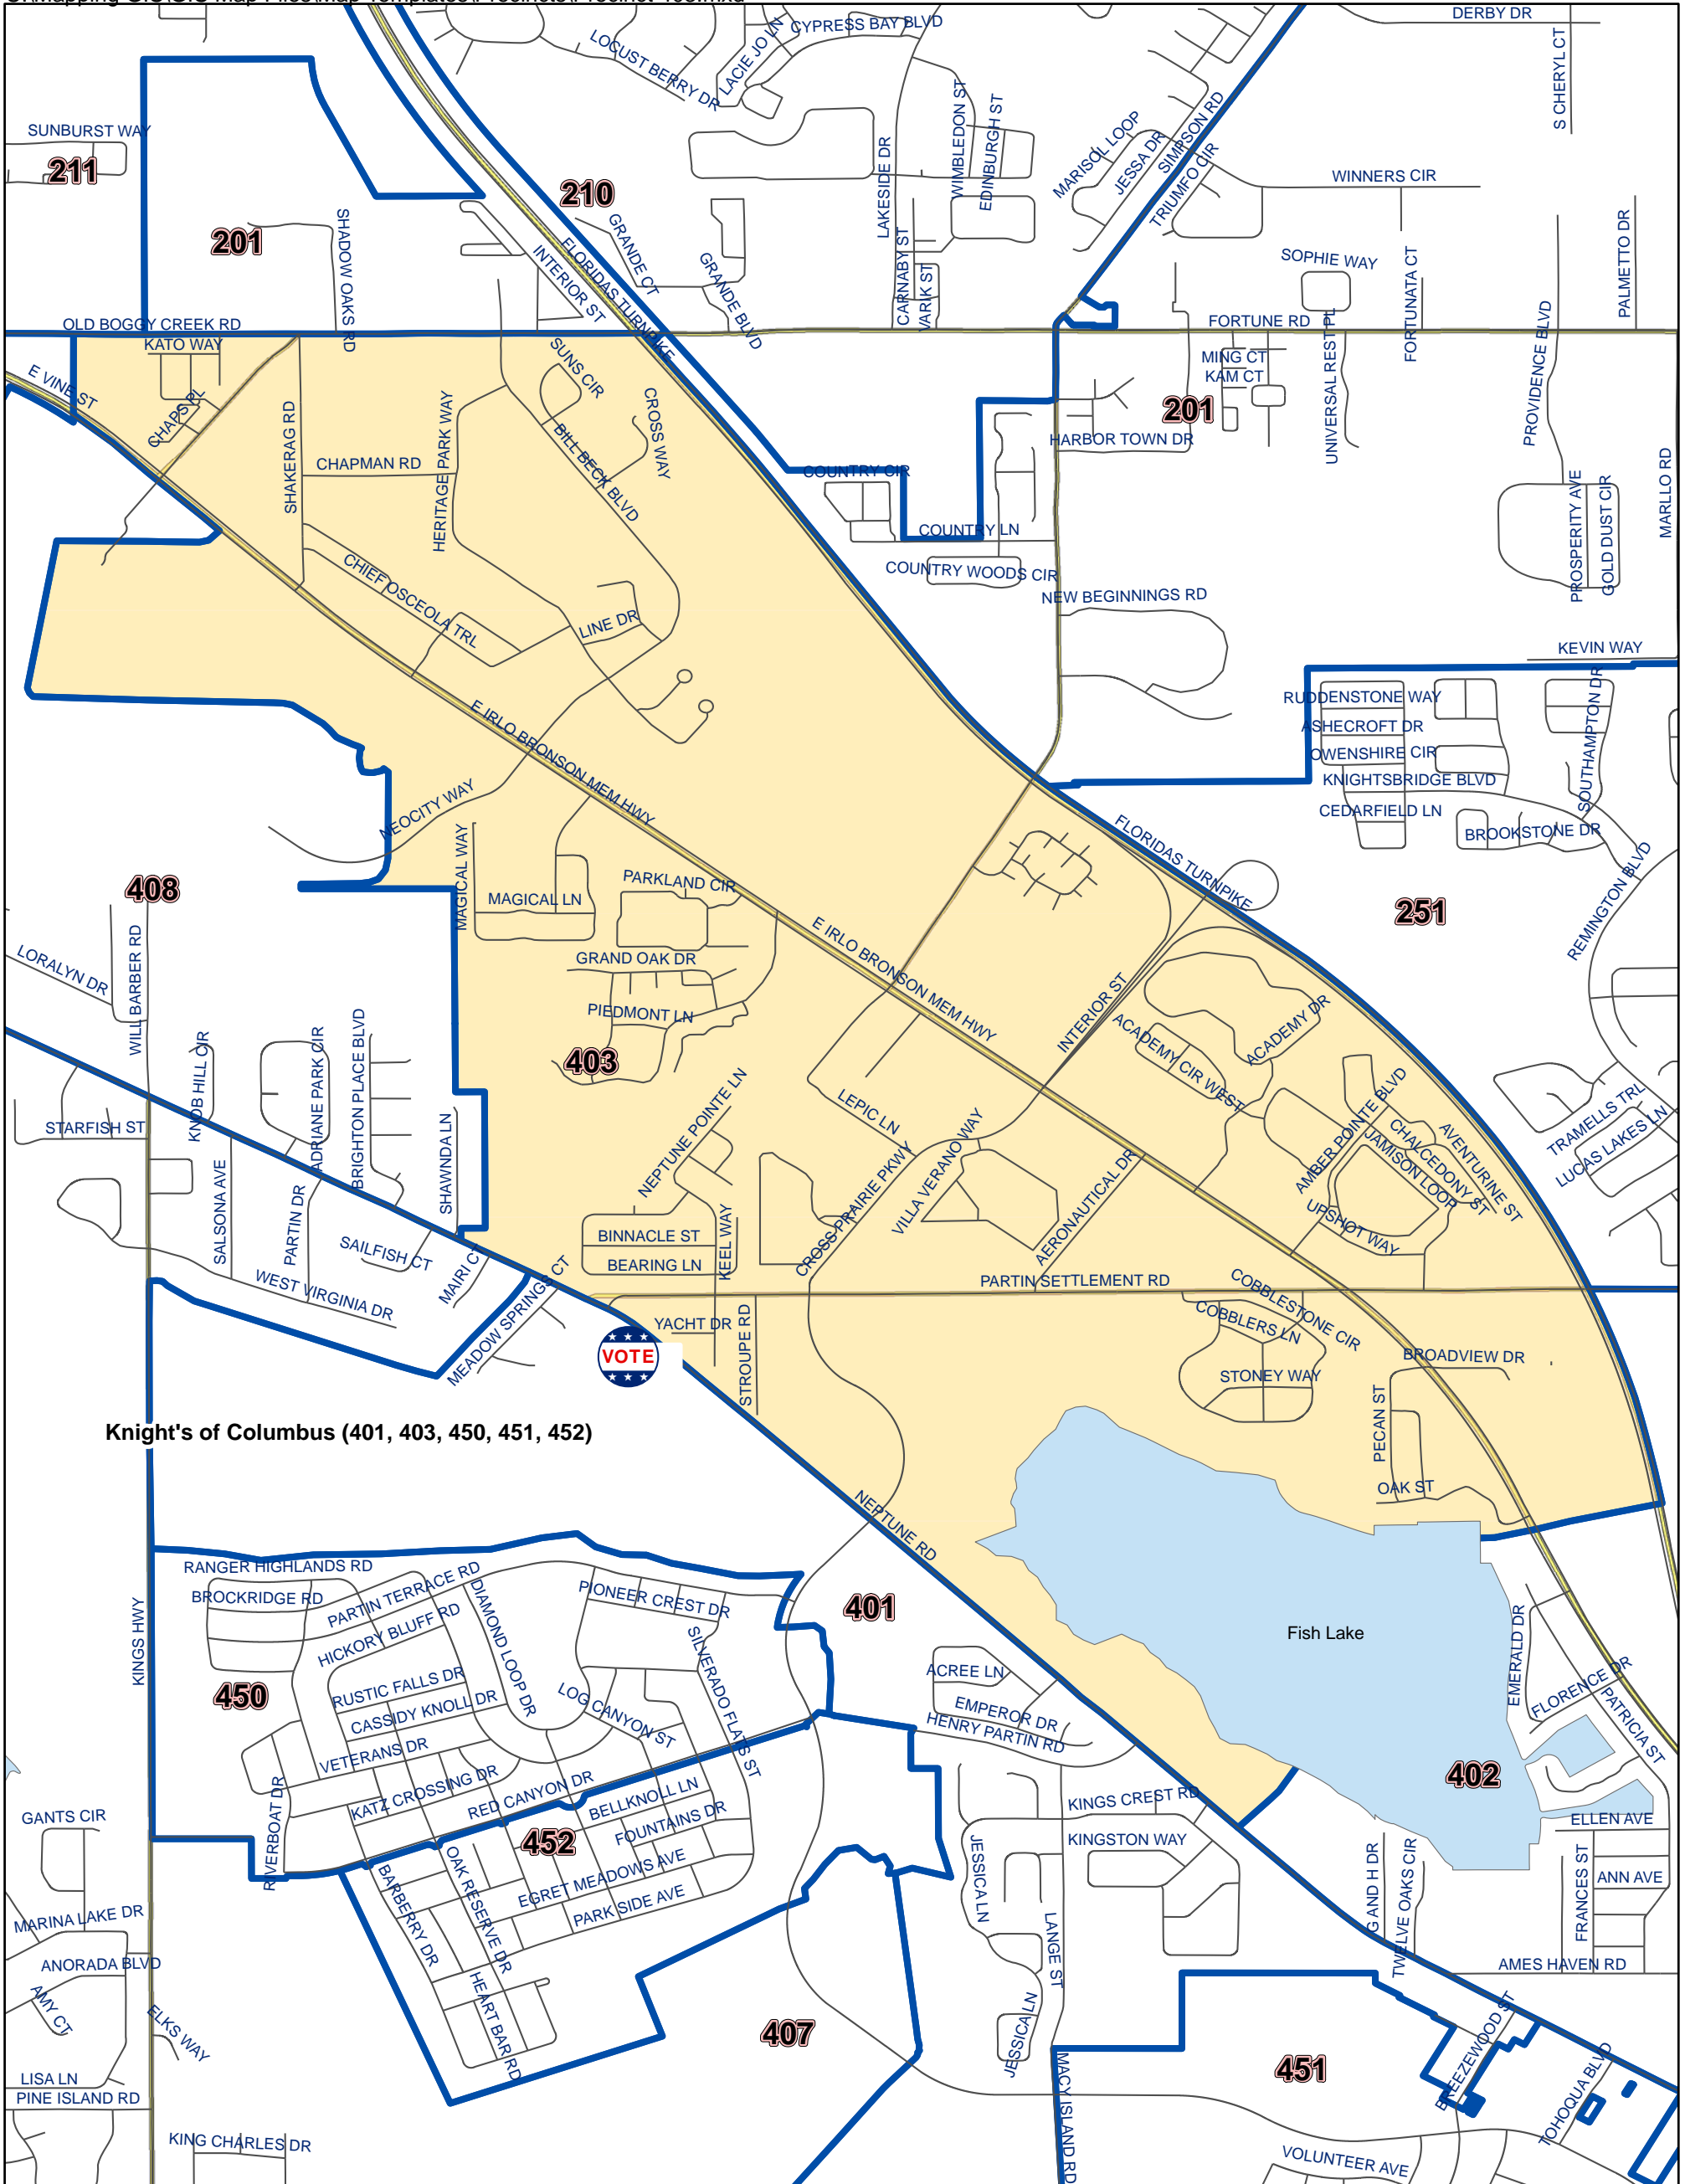 DERBY DR
CYPRESS BAY BLVD
LACIE JO LN
LOCUST BERRY DR
S CHERYL CT
SUNBURST WAY
211
210
201
SHADOW OAKS RD
LAKESIDE DR
WIMBLEDON ST
EDINBURGH ST
MARISOL LOOP
JESSA DR
SIMPSON RD
TRIUMFO CIR
WINNERS CIR
PALMETTO DR
SOPHIE WAY
FORTUNATA CT
GRANDE CT
FLORIDAS TURNPIKE
INTERIOR ST
GRANDE BLVD
CARNABY ST
VARIK ST
OLD BOGGY CREEK RD
FORTUNE RD
KATO WAY
E VINE ST
CHAPS PL
SUNS CIR
CROSS WAY
MING CT
KAM CT
UNIVERSAL REST PL
PROVIDENCE BLVD
201
HARBOR TOWN DR
SHAKERAG RD
CHAPMAN RD
HERITAGE PARK WAY
BILL BECK BLVD
COUNTRY CIR
COUNTRY LN
COUNTRY WOODS CIR
PROSPERITY AVE
GOLD DUST CIR
MARLLO RD
NEW BEGINNINGS RD
CHIEF OSCEOLA TRL
LINE DR
KEVIN WAY
RUDDENSTONE WAY
ASHECROFT DR
OWENSHIRE CIR
KNIGHTSBRIDGE BLVD
CEDARFIELD LN
SOUTHAMPTON DR
BROOKSTONE DR
REMINGTON BLVD
251
E IRLO BRONSON MEM HWY
NEOCITY WAY
FLORIDAS TURNPIKE
408
MAGICAL WAY
MAGICAL LN
PARKLAND CIR
GRAND OAK DR
PIEDMONT LN
403
E IRLO BRONSON MEM HWY
INTERIOR ST
ACADEMY DR
ACADEMY CIR WEST
LORALYN DR
WILL BARBER RD
KNOB HILL CIR
ADRIANE PARK CIR
BRIGHTON PLACE BLVD
SHAWNDA LN
STARFISH ST
SALSONA AVE
PARTIN DR
SAILFISH CT
MAIRI CT
WEST VIRGINIA DR
MEADOW SPRINGS CT
NEPTUNE POINTE LN
BINNACLE ST
BEARING LN
KEEL WAY
LEPIC LN
CROSS PRAIRIE PKWY
VILLA VERANO WAY
AERONAUTICAL DR
AMBER POINTE BLVD
CHALCEDONY ST
JAMISON LOOP
AVENTURINE ST
UPSHOT WAY
TRAMELLS TRL
LUCAS LAKES LN
PARTIN SETTLEMENT RD
COBBLESTONE CIR
COBBLERS LN
STONEY WAY
BROADVIEW DR
PECAN ST
OAK ST
YACHT DR
STROUPE RD
VOTE
Knight's of Columbus (401, 403, 450, 451, 452)
NEPTUNE RD
KINGS HWY
RANGER HIGHLANDS RD
BROCKRIDGE RD
PARTIN TERRACE RD
HICKORY BLUFF RD
DIAMOND LOOP DR
PIONEER CREST DR
SILVERADO FLATS ST
401
Fish Lake
450
RUSTIC FALLS DR
CASSIDY KNOLL DR
LOG CANYON ST
VETERANS DR
KATZ CROSSING DR
RED CANYON DR
RIVERBOAT DR
BELLKNOLL LN
FOUNTAINS DR
452
EGRET MEADOWS AVE
PARK SIDE AVE
BARBERRY DR
OAK RESERVE DR
HEART BAR RD
ACREE LN
EMPEROR DR
HENRY PARTIN RD
EMERALD DR
FLORENCE DR
PATRICIA ST
402
KINGS CREST RD
KINGSTON WAY
JESSICA LN
LANGE ST
JESSICA LN
ELLEN AVE
ANN AVE
FRANCES ST
G AND H DR
TWELVE OAKS CIR
AMES HAVEN RD
GANTS CIR
MARINA LAKE DR
ANORADA BLVD
AMY CT
ELKS WAY
LISA LN
PINE ISLAND RD
KING CHARLES DR
407
MACY ISLAND RD
451
BREEZEWOOD ST
TOHOQUA BLVD
VOLUNTEER AVE